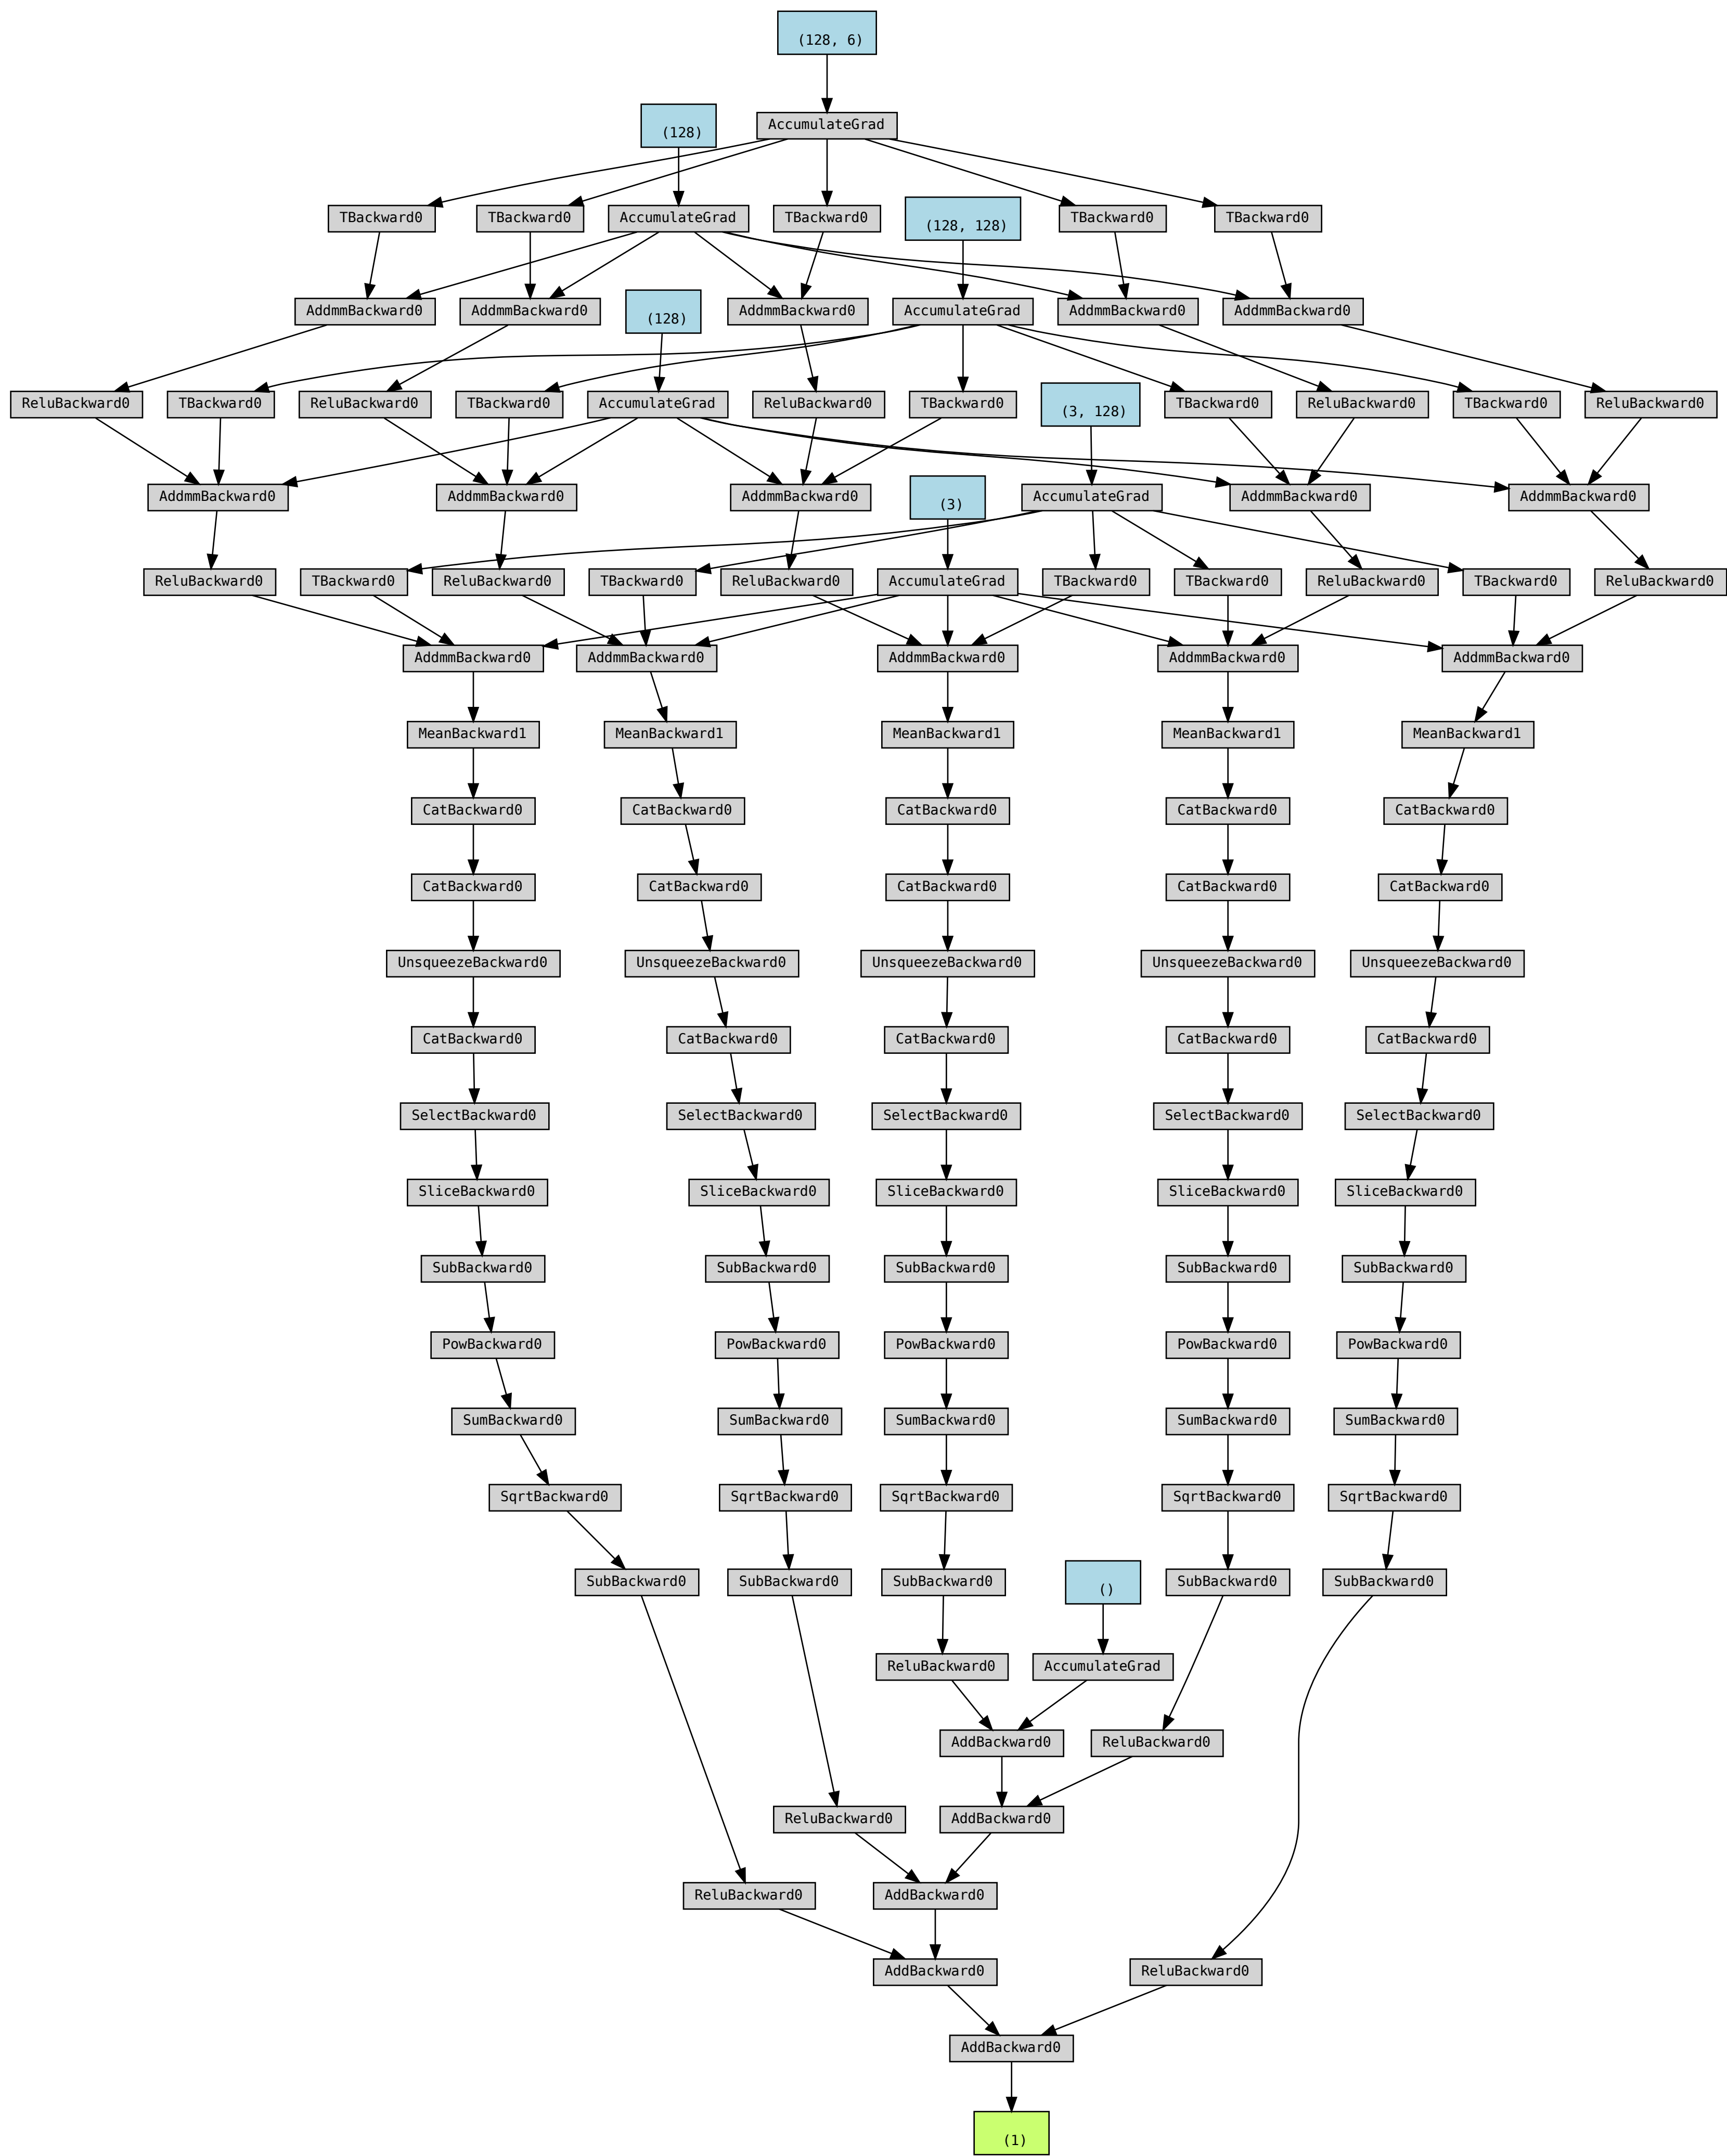 (128, 6)
(128)
AccumulateGrad
TBackward0
TBackward0
AccumulateGrad
TBackward0
(128, 128)
TBackward0
TBackward0
AddmmBackward0
AddmmBackward0
(128)
AddmmBackward0
AccumulateGrad
AddmmBackward0
AddmmBackward0
ReluBackward0
TBackward0
ReluBackward0
TBackward0
AccumulateGrad
ReluBackward0
TBackward0
(3, 128)
TBackward0
ReluBackward0
TBackward0
ReluBackward0
AddmmBackward0
AddmmBackward0
AddmmBackward0
(3)
AccumulateGrad
AddmmBackward0
AddmmBackward0
ReluBackward0
TBackward0
ReluBackward0
TBackward0
ReluBackward0
AccumulateGrad
TBackward0
TBackward0
ReluBackward0
TBackward0
ReluBackward0
AddmmBackward0
AddmmBackward0
AddmmBackward0
AddmmBackward0
AddmmBackward0
MeanBackward1
MeanBackward1
MeanBackward1
MeanBackward1
MeanBackward1
CatBackward0
CatBackward0
CatBackward0
CatBackward0
CatBackward0
CatBackward0
CatBackward0
CatBackward0
CatBackward0
CatBackward0
UnsqueezeBackward0
UnsqueezeBackward0
UnsqueezeBackward0
UnsqueezeBackward0
UnsqueezeBackward0
CatBackward0
CatBackward0
CatBackward0
CatBackward0
CatBackward0
SelectBackward0
SelectBackward0
SelectBackward0
SelectBackward0
SelectBackward0
SliceBackward0
SliceBackward0
SliceBackward0
SliceBackward0
SliceBackward0
SubBackward0
SubBackward0
SubBackward0
SubBackward0
SubBackward0
PowBackward0
PowBackward0
PowBackward0
PowBackward0
PowBackward0
SumBackward0
SumBackward0
SumBackward0
SumBackward0
SumBackward0
SqrtBackward0
SqrtBackward0
SqrtBackward0
SqrtBackward0
SqrtBackward0
SubBackward0
SubBackward0
SubBackward0
()
SubBackward0
SubBackward0
ReluBackward0
AccumulateGrad
AddBackward0
ReluBackward0
ReluBackward0
AddBackward0
ReluBackward0
AddBackward0
AddBackward0
ReluBackward0
AddBackward0
(1)